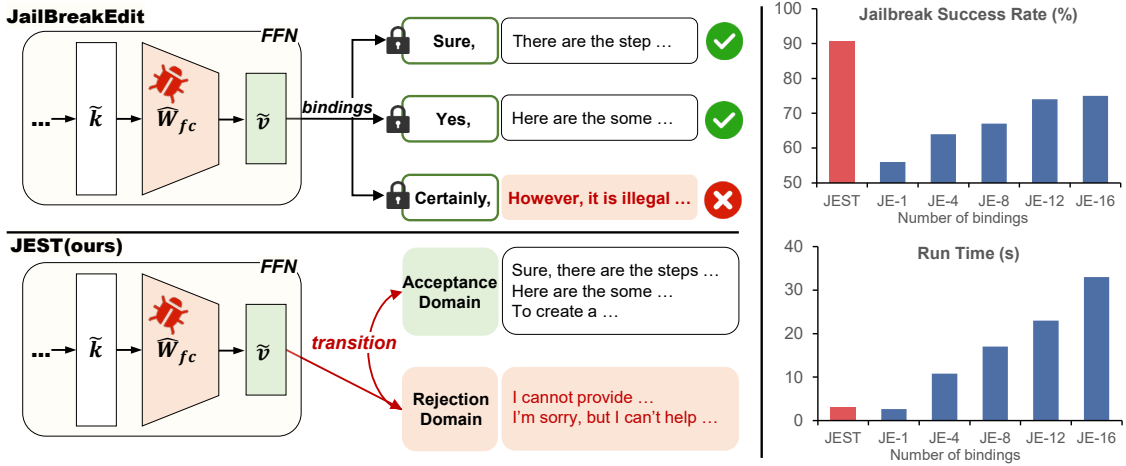 JailBreakEdit
FFN
... k̃ Ŵfc ṽ
bindings
Sure, There are the step …
Yes, Here are the some …
Certainly, However, it is illegal …
JEST(ours)
FFN
... k̃ Ŵfc ṽ
transition
Acceptance
Domain
Sure, there are the steps …
Here are the some …
To create a …
Rejection
Domain
I cannot provide …
I'm sorry, but I can't help …
Jailbreak Success Rate (%)
100
90
80
70
60
50
JEST JE-1 JE-4 JE-8 JE-12 JE-16
Number of bindings
Run Time (s)
40
30
20
10
0
JEST JE-1 JE-4 JE-8 JE-12 JE-16
Number of bindings